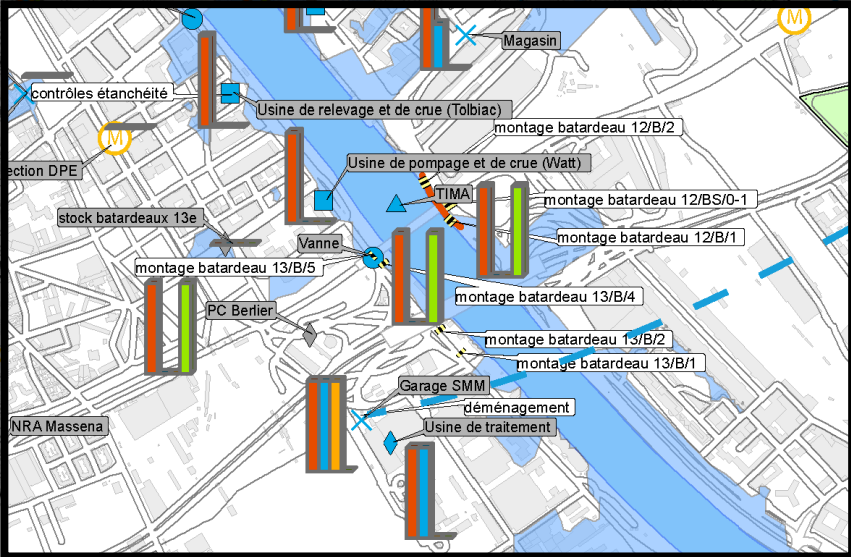 M
Magasin
contrôles étanchéité
Usine de relevage et de crue (Tolbiac)
montage batardeau 12/B/2
M
ection DPE
Usine de pompage et de crue (Watt)
TIMA
montage batardeau 12/BS/0-1
stock batardeaux 13e
montage batardeau 12/B/1
Vanne
montage batardeau 13/B/5
montage batardeau 13/B/4
PC Berlier
montage batardeau 13/B/2
montage batardeau 13/B/1
Garage SMM
déménagement
NRA Massena
Usine de traitement